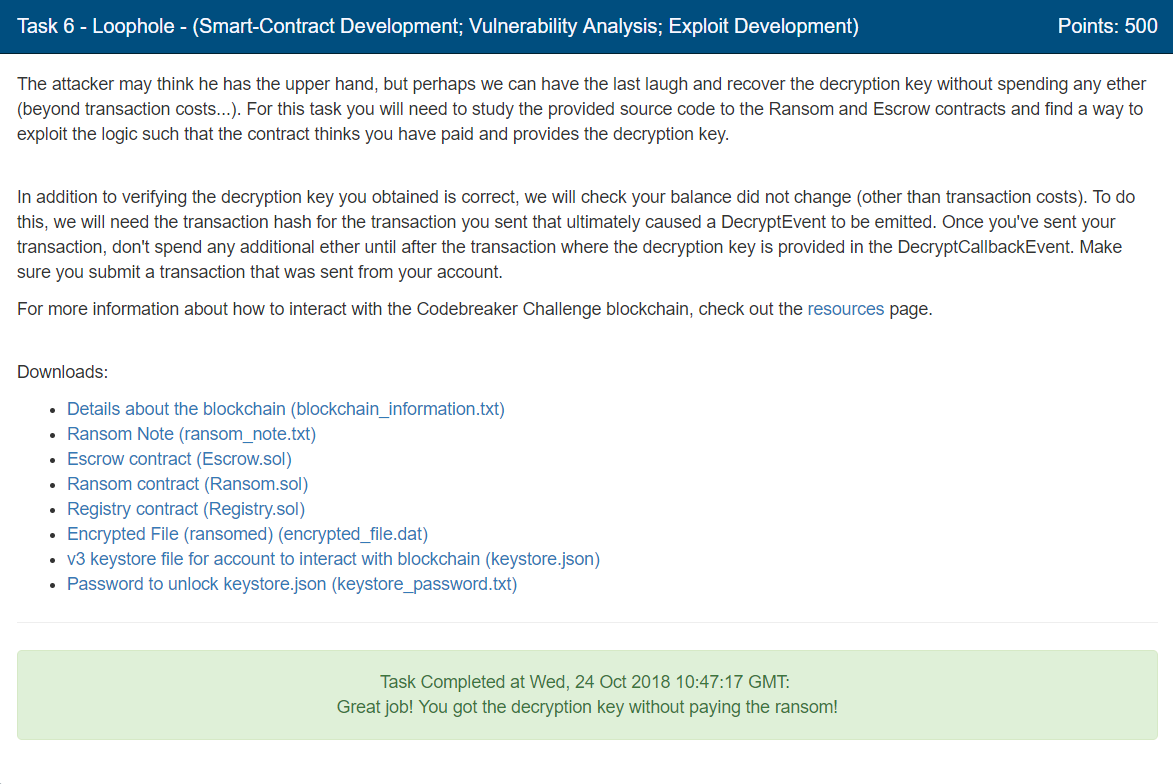 Task 6 - Loophole - (Smart-Contract Development; Vulnerability Analysis; Exploit Development) Points: 500
The attacker may think he has the upper hand, but perhaps we can have the last laugh and recover the decryption key without spending any ether
(beyond transaction costs...). For this task you will need to study the provided source code to the Ransom and Escrow contracts and find a way to
exploit the logic such that the contract thinks you have paid and provides the decryption key.
In addition to verifying the decryption key you obtained is correct, we will check your balance did not change (other than transaction costs). To do
this, we will need the transaction hash for the transaction you sent that ultimately caused a DecryptEvent to be emitted. Once you've sent your
transaction, don't spend any additional ether until after the transaction where the decryption key is provided in the DecryptCallbackEvent. Make
sure you submit a transaction that was sent from your account.
For more information about how to interact with the Codebreaker Challenge blockchain, check out the resources page.
Downloads:
• Details about the blockchain (blockchain_information.txt)
• Ransom Note (ransom_note.txt)
• Escrow contract (Escrow.sol)
• Ransom contract (Ransom.sol)
• Registry contract (Registry.sol)
• Encrypted File (ransomed) (encrypted_file.dat)
• v3 keystore file for account to interact with blockchain (keystore.json)
• Password to unlock keystore.json (keystore_password.txt)
Task Completed at Wed, 24 Oct 2018 10:47:17 GMT:
Great job! You got the decryption key without paying the ransom!